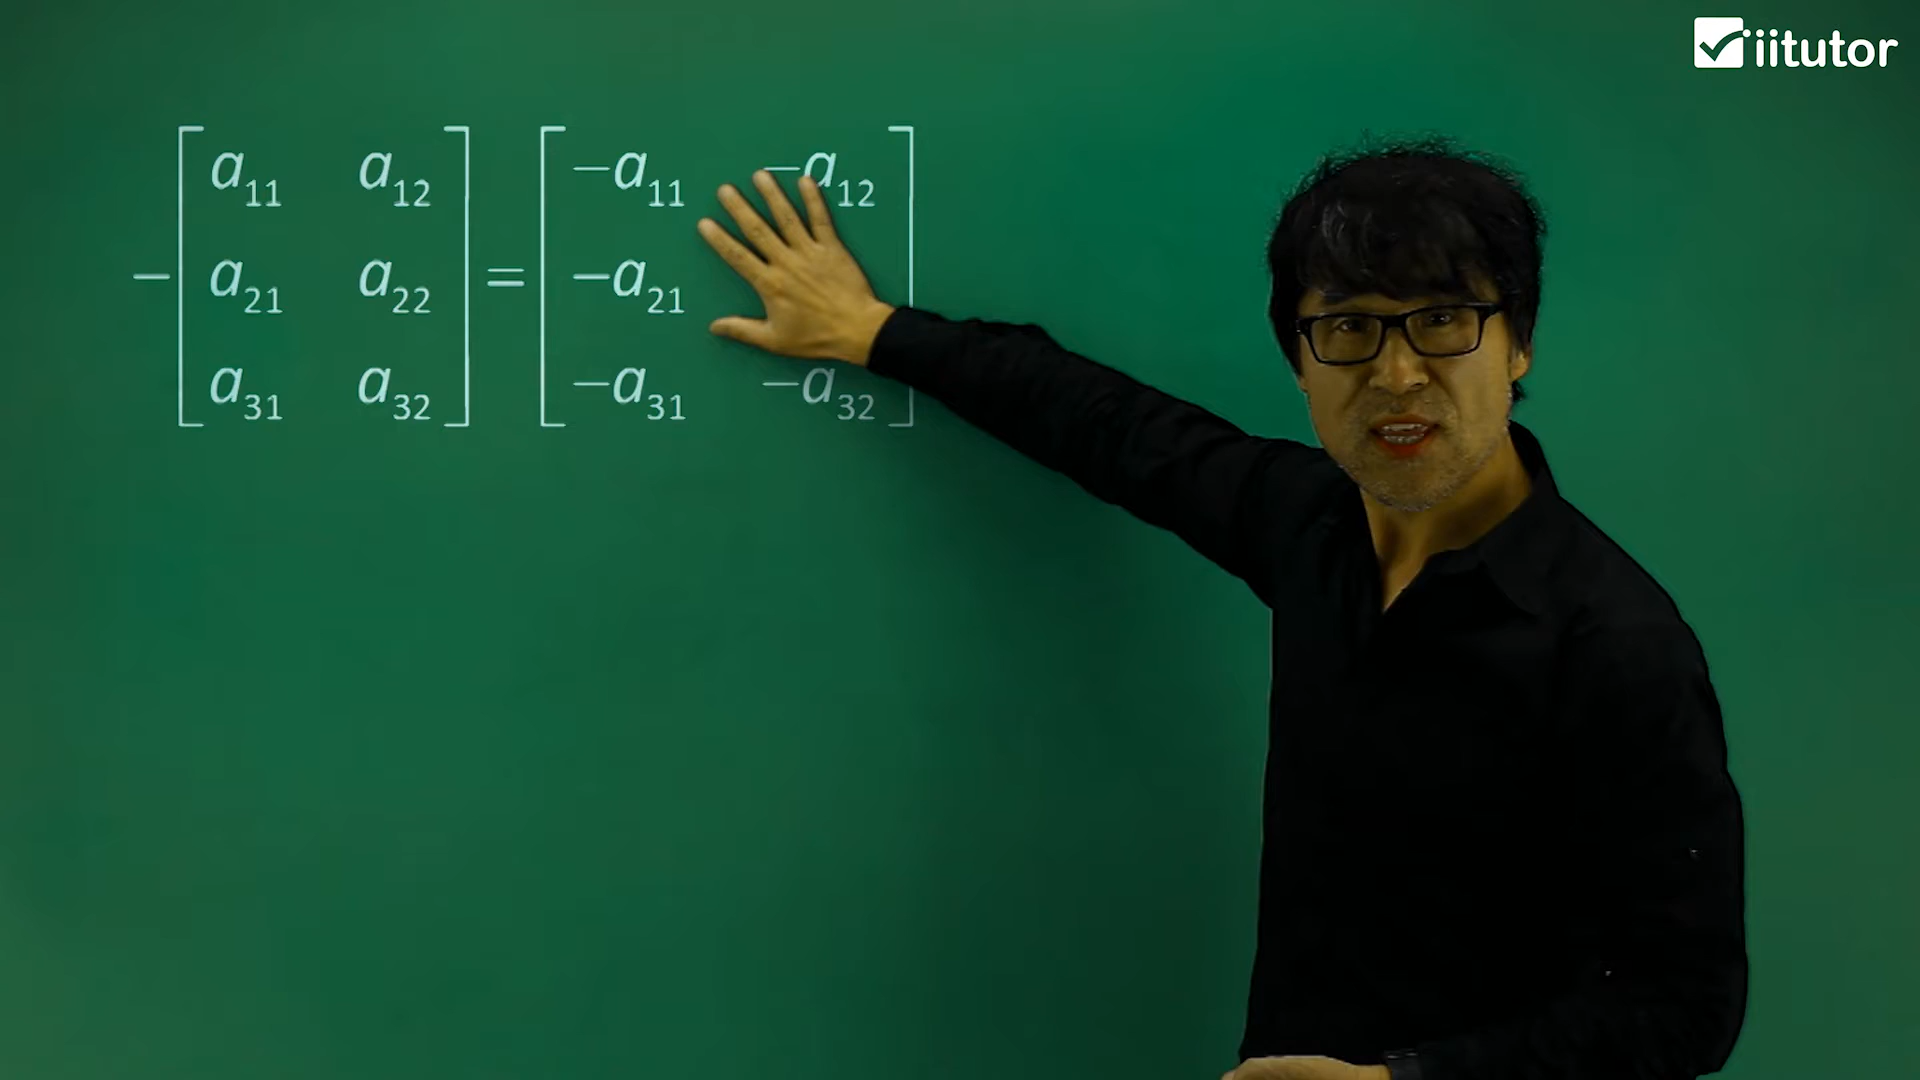 iitutor
a11 a12 −a11 −a12
− a21 a22 = −a21
a31 a32 −a31 −a32